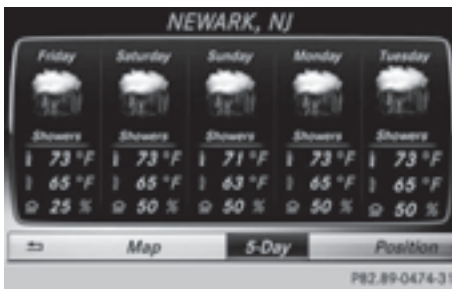 NEWARK, NJ
Friday Saturday Sunday Monday Tuesday
Showers Showers Showers Showers Showers
73 °F 73 °F 71 °F 73 °F 73 °F
65 °F 65 °F 63 °F 65 °F 65 °F
25 % 50 % 50 % 50 % 50 %
Map 5-Day Position
P82.89-0474-31